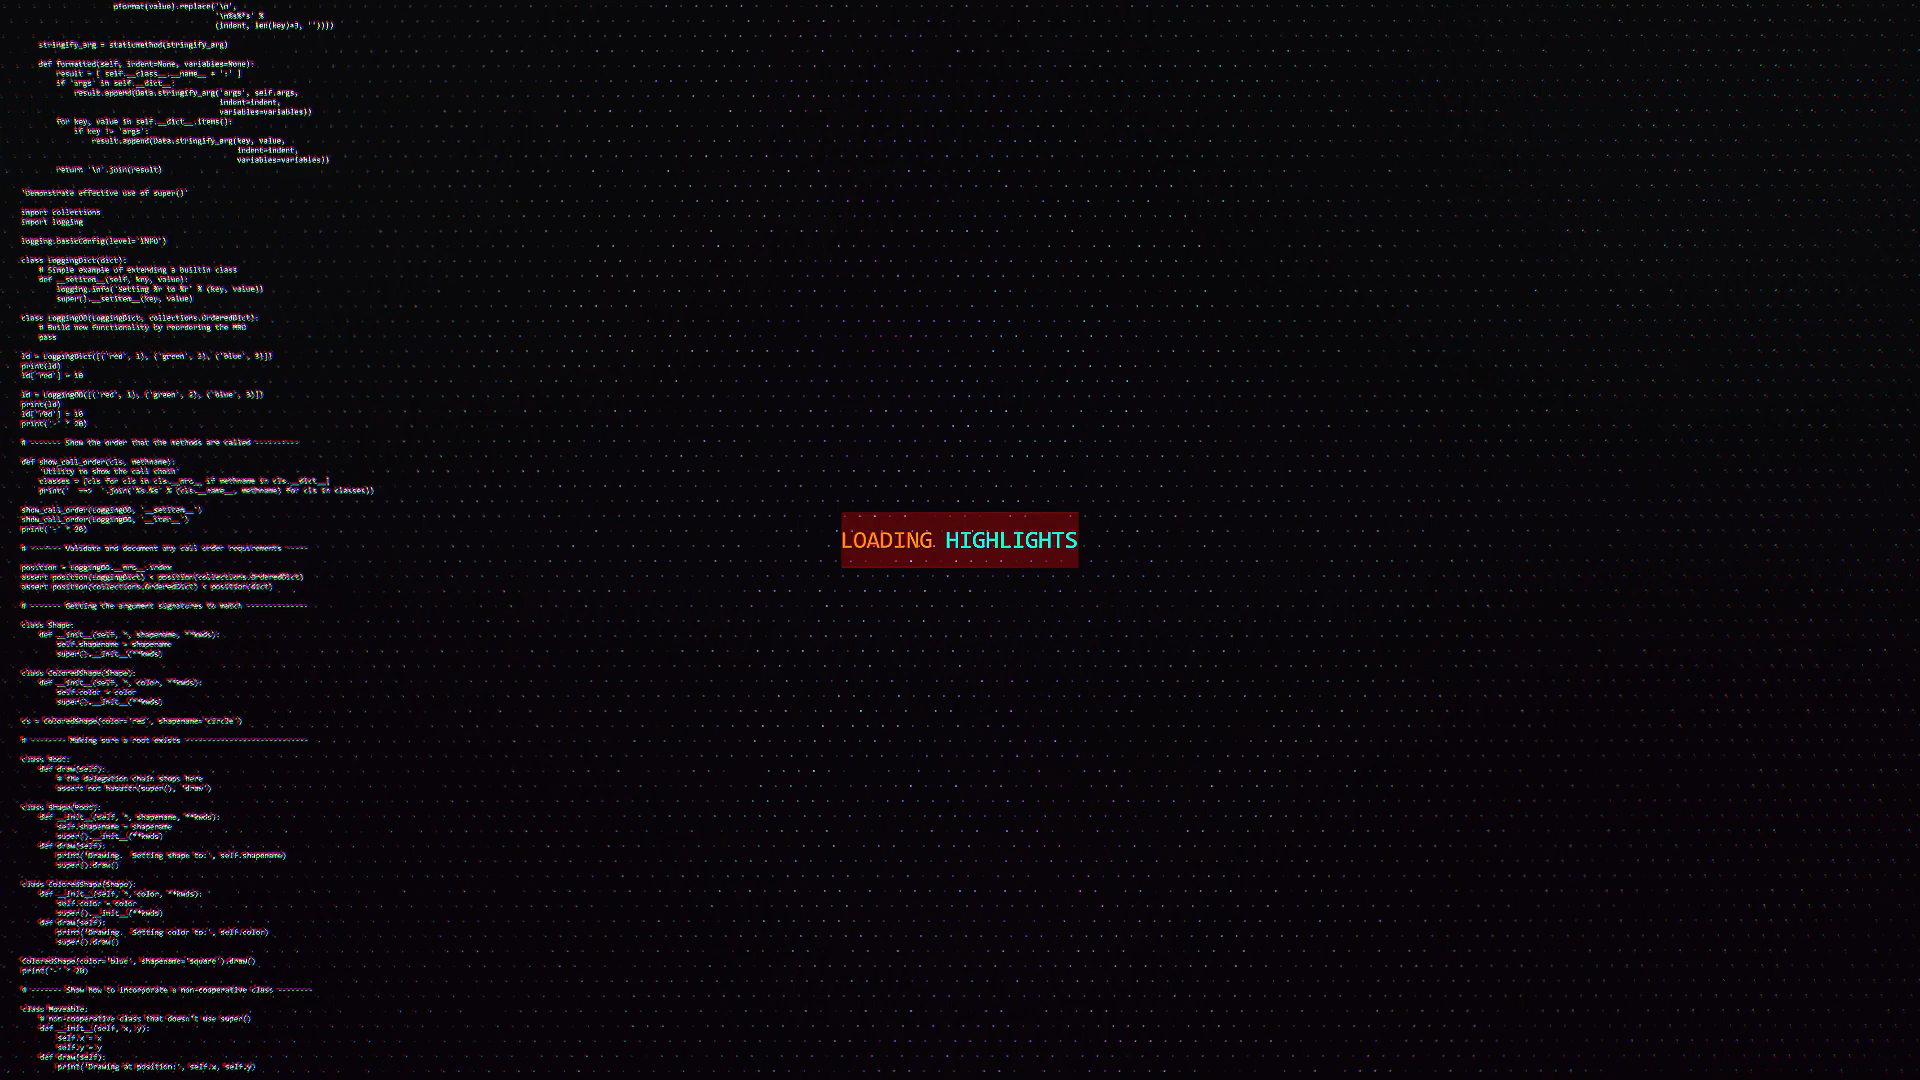 pformat(value).replace('\n',
'\n%s%*s' %
(indent, len(key)+3, ''))))
stringify_arg = staticmethod(stringify_arg)
def formatted(self, indent=None, variables=None):
result = [ self.__class__.__name__ + ':' ]
if 'args' in self.__dict__:
result.append(Data.stringify_arg('args', self.args,
indent=indent,
variables=variables))
for key, value in self.__dict__.items():
if key != 'args':
result.append(Data.stringify_arg(key, value,
indent=indent,
variables=variables))
return '\n'.join(result)
'Demonstrate effective use of super()'
import collections
import logging
logging.basicConfig(level='INFO')
class LoggingDict(dict):
# Simple example of extending a builtin class
def __setitem__(self, key, value):
logging.info('Setting %r to %r' % (key, value))
super().__setitem__(key, value)
class LoggingOD(LoggingDict, collections.OrderedDict):
# Build new functionality by reordering the MRO
pass
ld = LoggingDict([('red', 1), ('green', 2), ('blue', 3)])
print(ld)
ld['red'] = 10
ld = LoggingOD([('red', 1), ('green', 2), ('blue', 3)])
print(ld)
ld['red'] = 10
print('-' * 20)
# ------- Show the order that the methods are called ----------
def show_call_order(cls, methname):
'Utility to show the call chain'
classes = [cls for cls in cls.__mro__ if methname in cls.__dict__]
print('  ==>  '.join('%s.%s' % (cls.__name__, methname) for cls in classes))
show_call_order(LoggingOD, '__setitem__')
show_call_order(LoggingOD, '__iter__')
print('-' * 20)
# ------- Validate and document any call order requirements -----
position = LoggingOD.__mro__.index
assert position(LoggingDict) < position(collections.OrderedDict)
assert position(collections.OrderedDict) < position(dict)
# ------- Getting the argument signatures to match --------------
class Shape:
def __init__(self, *, shapename, **kwds):
self.shapename = shapename
super().__init__(**kwds)
class ColoredShape(Shape):
def __init__(self, *, color, **kwds):
self.color = color
super().__init__(**kwds)
cs = ColoredShape(color='red', shapename='circle')
# -------- Making sure a root exists ----------------------------
class Root:
def draw(self):
# the delegation chain stops here
assert not hasattr(super(), 'draw')
class Shape(Root):
def __init__(self, *, shapename, **kwds):
self.shapename = shapename
super().__init__(**kwds)
def draw(self):
print('Drawing.  Setting shape to:', self.shapename)
super().draw()
class ColoredShape(Shape):
def __init__(self, *, color, **kwds):
self.color = color
super().__init__(**kwds)
def draw(self):
print('Drawing.  Setting color to:', self.color)
super().draw()
ColoredShape(color='blue', shapename='square').draw()
print('-' * 20)
# ------- Show how to incorporate a non-cooperative class --------
class Moveable:
# non-cooperative class that doesn't use super()
def __init__(self, x, y):
self.x = x
self.y = y
def draw(self):
print('Drawing at position:', self.x, self.y)
LOADING HIGHLIGHTS